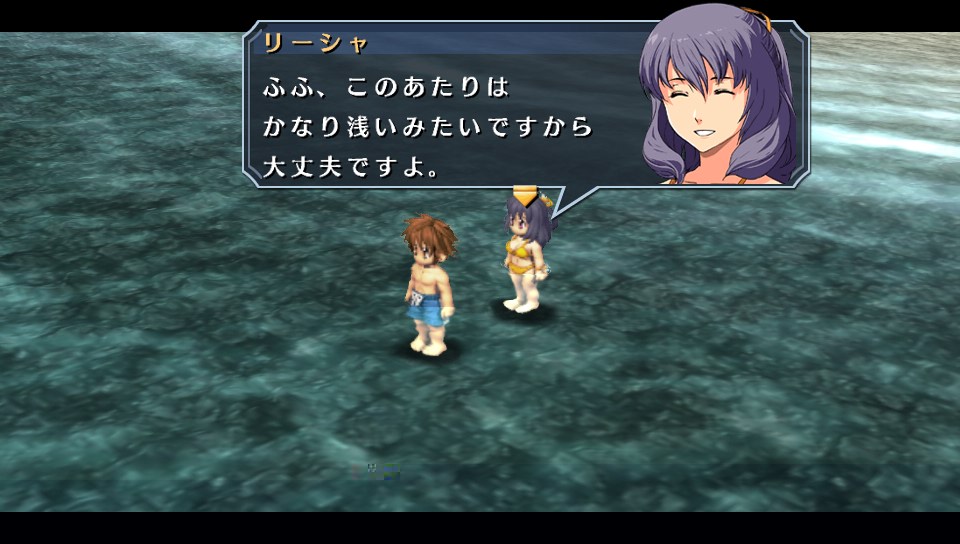 リーシャ
ふふ、このあたりは
かなり浅いみたいですから
大丈夫ですよ。